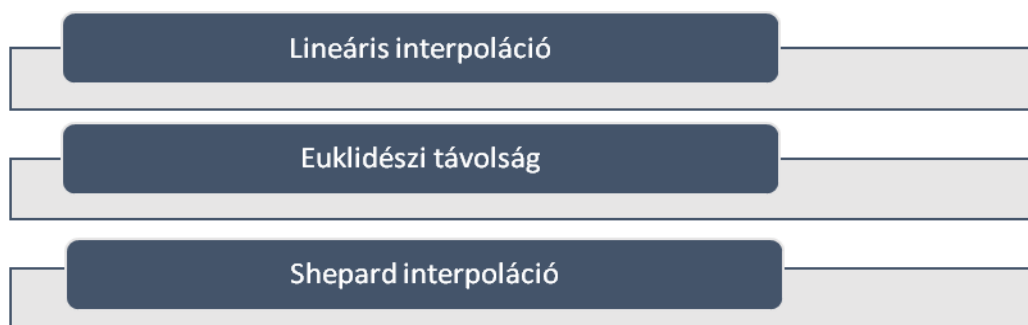 Lineáris interpoláció
Euklidészi távolság
Shepard interpoláció